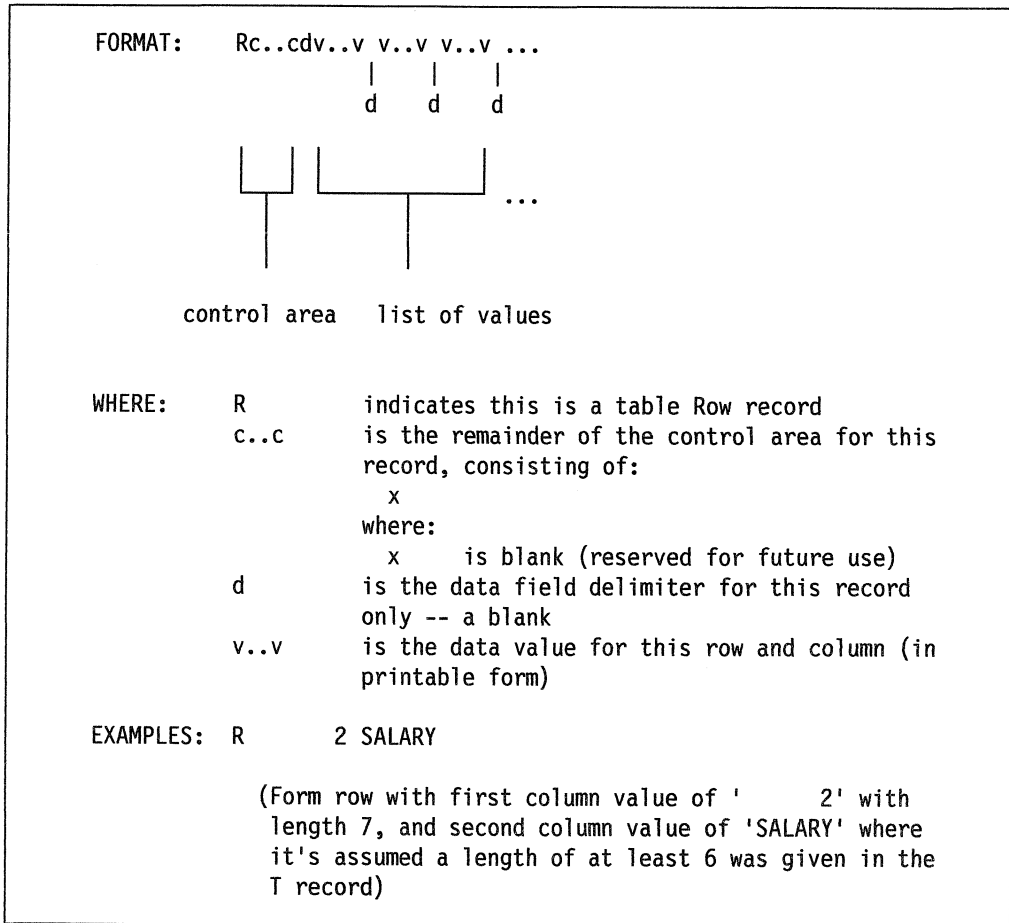 FORMAT: Rc..cdv..v v..v v..v ...
d d d
...
control area list of values
WHERE: R indicates this is a table Row record
c..c is the remainder of the control area for this
record, consisting of:
x
where:
x is blank (reserved for future use)
d is the data field delimiter for this record
only -- a blank
v..v is the data value for this row and column (in
printable form)
EXAMPLES: R 2 SALARY
(Form row with first column value of '      2' with
length 7, and second column value of 'SALARY' where
it's assumed a length of at least 6 was given in the
T record)